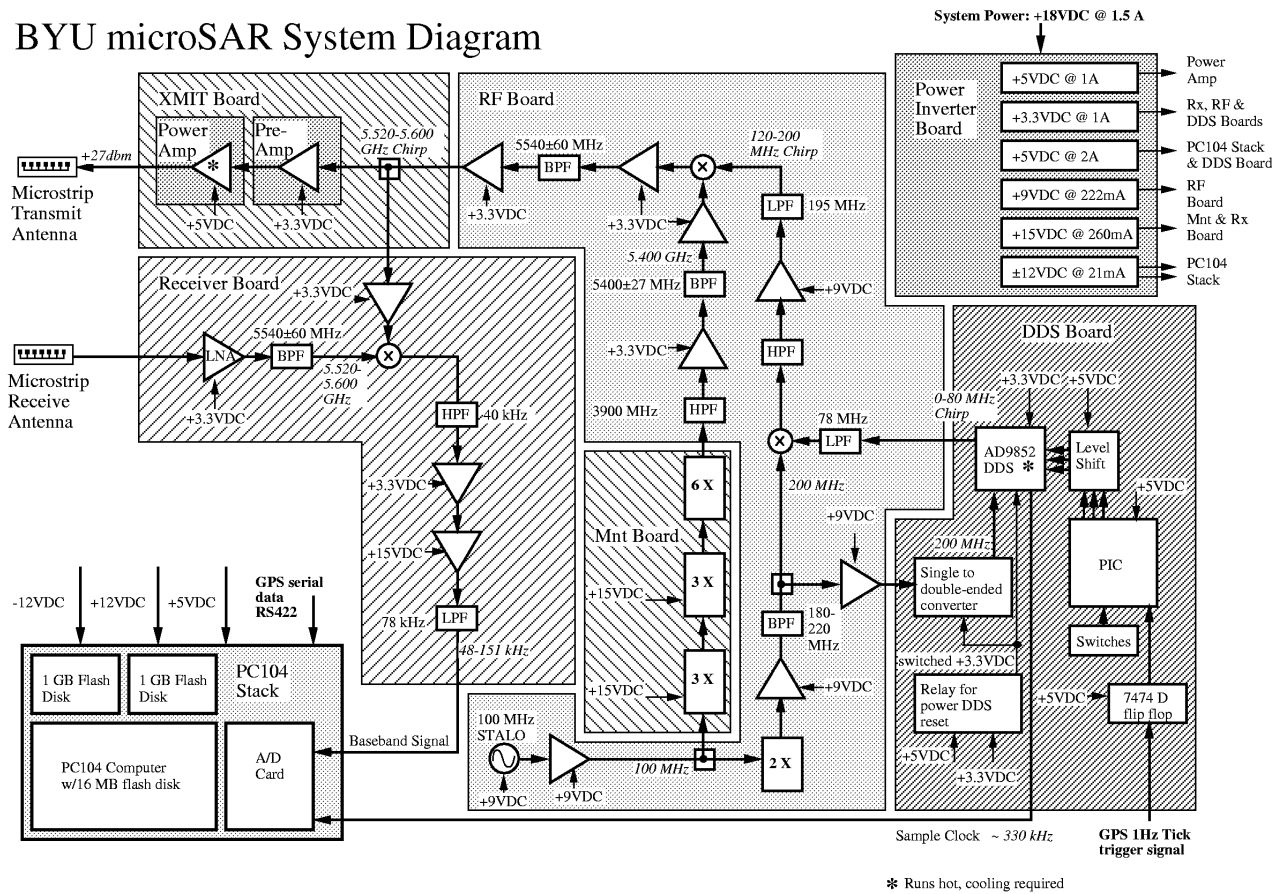 BYU microSAR System Diagram
System Power: +18VDC @ 1.5 A
Power
Inverter
Board
+5VDC @ 1A
Power
Amp
+3.3VDC @ 1A
Rx, RF &
DDS Boards
+5VDC @ 2A
PC104 Stack
& DDS Board
+9VDC @ 222mA
RF
Board
+15VDC @ 260mA
Mnt & Rx
Board
±12VDC @ 21mA
PC104
Stack
XMIT Board
Power
Amp
*
+5VDC
Pre-
Amp
+3.3VDC
5.520-5.600
GHz Chirp
+27dbm
Microstrip
Transmit
Antenna
RF Board
+3.3VDC
5540±60 MHz
BPF
+3.3VDC
X
120-200
MHz Chirp
LPF
195 MHz
5.400 GHz
5400±27 MHz
BPF
+9VDC
+3.3VDC
HPF
3900 MHz
HPF
X
78 MHz
LPF
0-80 MHz
Chirp
200 MHz
+9VDC
BPF
180-
220
MHz
+9VDC
2 X
100 MHz
100 MHz
STALO
+9VDC
+9VDC
Receiver Board
+3.3VDC
LNA
+3.3VDC
5540±60 MHz
BPF
5.520-
5.600
GHz
X
HPF
40 kHz
+3.3VDC
+15VDC
78 kHz
LPF
48-151 kHz
Microstrip
Receive
Antenna
Mnt Board
6 X
3 X
+15VDC
3 X
+15VDC
DDS Board
+3.3VDC
+5VDC
AD9852
DDS *
Level
Shift
+5VDC
PIC
200 MHz
Single to
double-ended
converter
Switches
switched +3.3VDC
Relay for
power DDS
reset
+5VDC
+3.3VDC
+5VDC
7474 D
flip flop
-12VDC
+12VDC
+5VDC
GPS serial
data
RS422
1 GB Flash
Disk
1 GB Flash
Disk
PC104
Stack
PC104 Computer
w/16 MB flash disk
A/D
Card
Baseband Signal
Sample Clock ~ 330 kHz
GPS 1Hz Tick
trigger signal
* Runs hot, cooling required